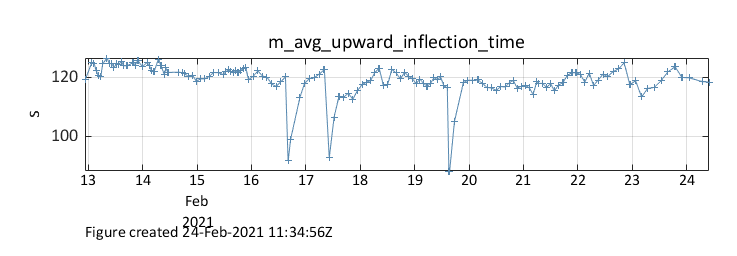 m_avg_upward_inflection_time
120
100
s
13 14 15 16 17 18 19 20 21 22 23 24
Feb
2021
Figure created 24-Feb-2021 11:34:56Z